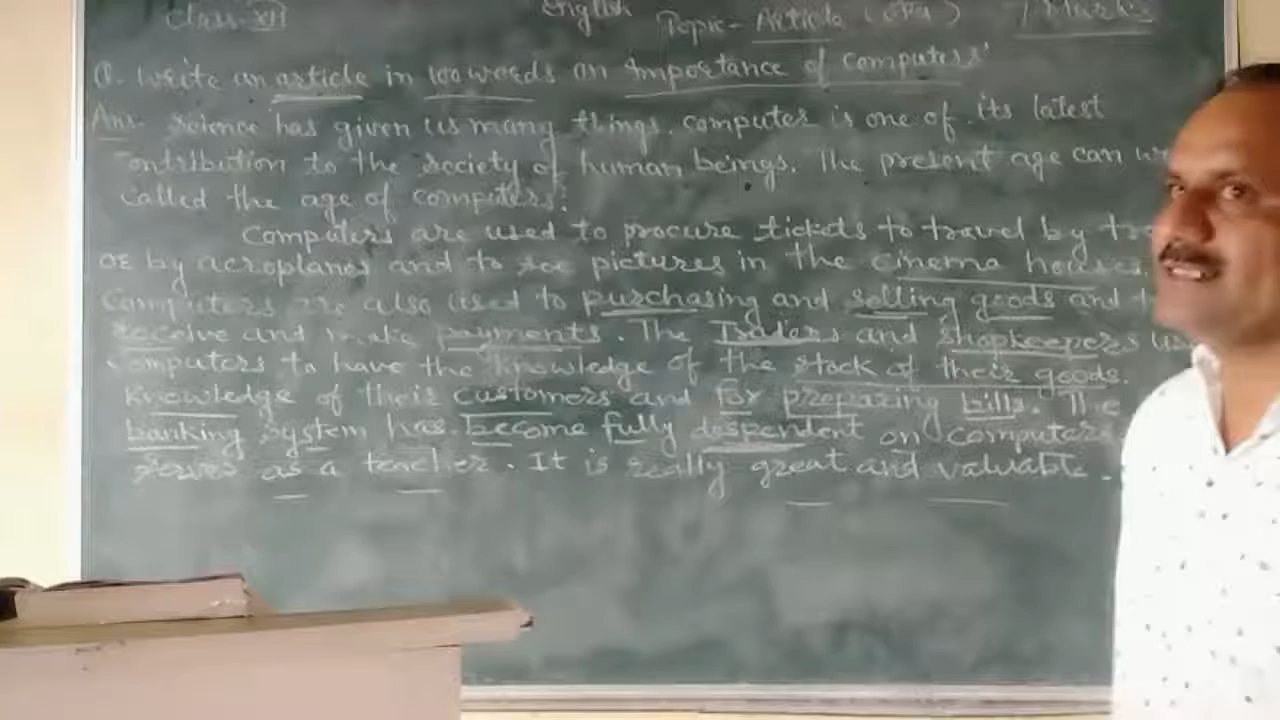 Class-XII English Topic- Article ( ) 7 Marks
Q. Write an article in 100 words on 'Importance of computers'
Ans. Science has given us many things. Computer is one of its latest
contribution to the society of human beings. The present age can
called the age of computers.
Computers are used to procure tickets to travel by
or by aeroplanes and to see pictures in the cinema houses.
Computers are also used to purchasing and selling goods and
receive and make payments. The Traders and shopkeepers
computers to have the knowledge of the stock of their goods.
Knowledge of their customers and for preparing bills. The
banking system has become fully despendent on computers
serves as a teacher. It is really great and valuable.